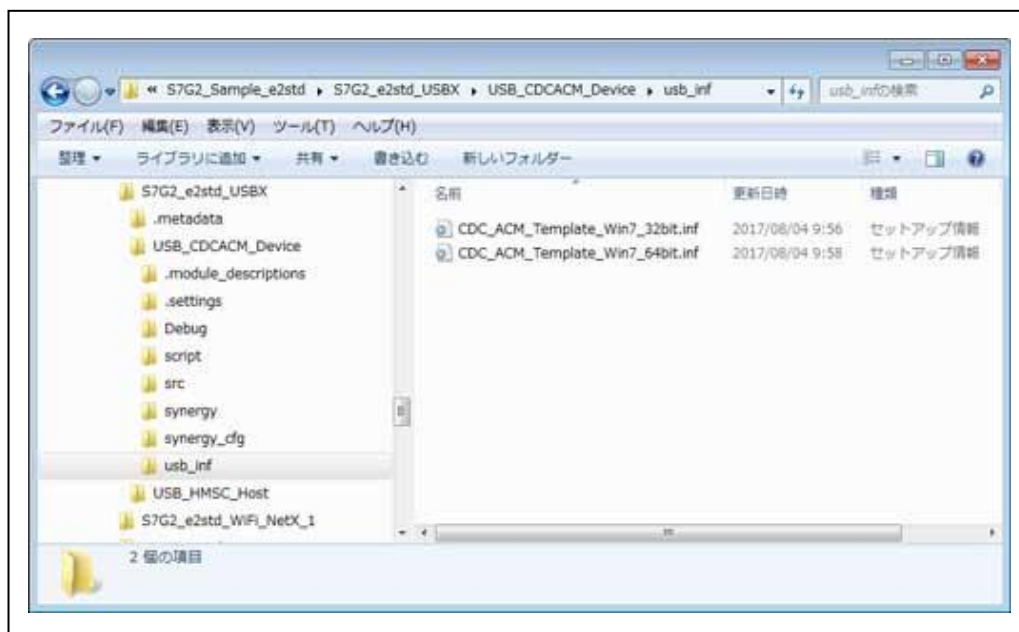 « S7G2_Sample_e2std ▸ S7G2_e2std_USBX ▸ USB_CDCACM_Device ▸ usb_inf
usb_infの検索
ファイル(F) 編集(E) 表示(V) ツール(T) ヘルプ(H)
整理 ライブラリに追加 共有 書き込む 新しいフォルダー
S7G2_e2std_USBX
.metadata
USB_CDCACM_Device
.module_descriptions
.settings
Debug
script
src
synergy
synergy_cfg
usb_inf
USB_HMSC_Host
S7G2_e2std_WiFi_NetX_1
名前 更新日時 種類
CDC_ACM_Template_Win7_32bit.inf 2017/08/04 9:56 セットアップ情報
CDC_ACM_Template_Win7_64bit.inf 2017/08/04 9:58 セットアップ情報
2 個の項目